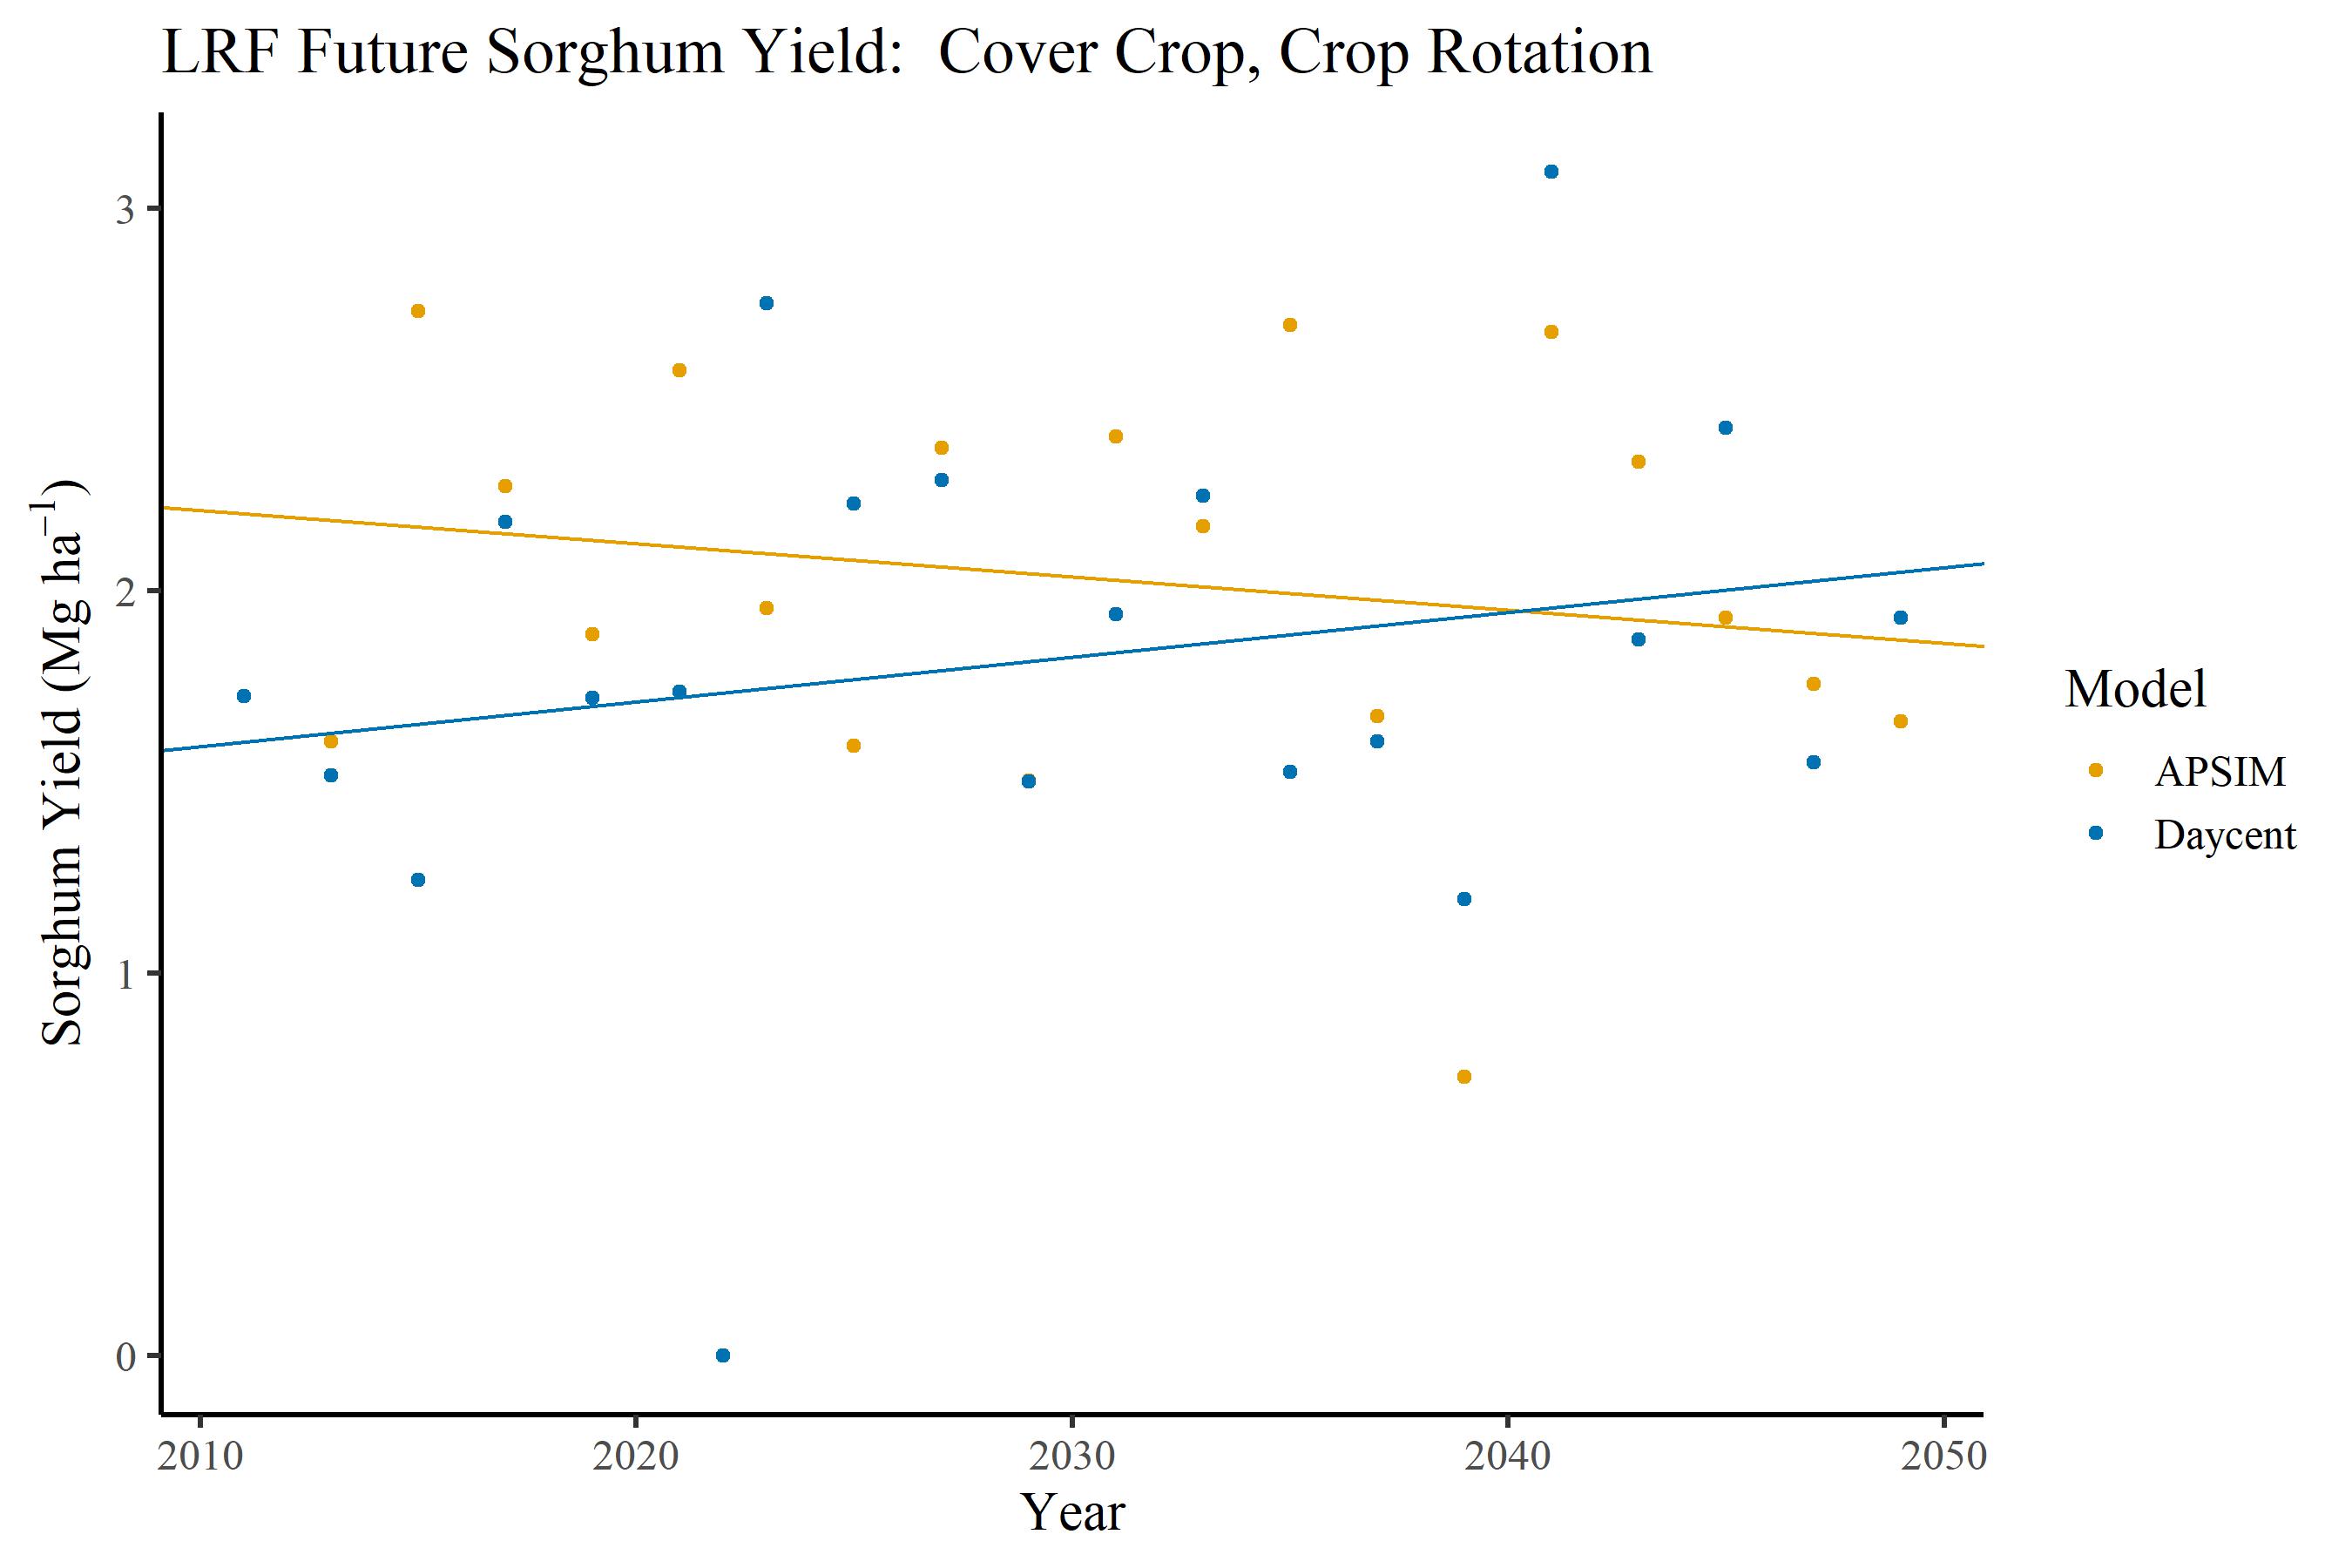 LRF Future Sorghum Yield:  Cover Crop, Crop Rotation
Sorghum Yield (Mg ha⁻¹)
3
2
1
0
2010 2020 2030 2040 2050
Year
Model
APSIM
Daycent